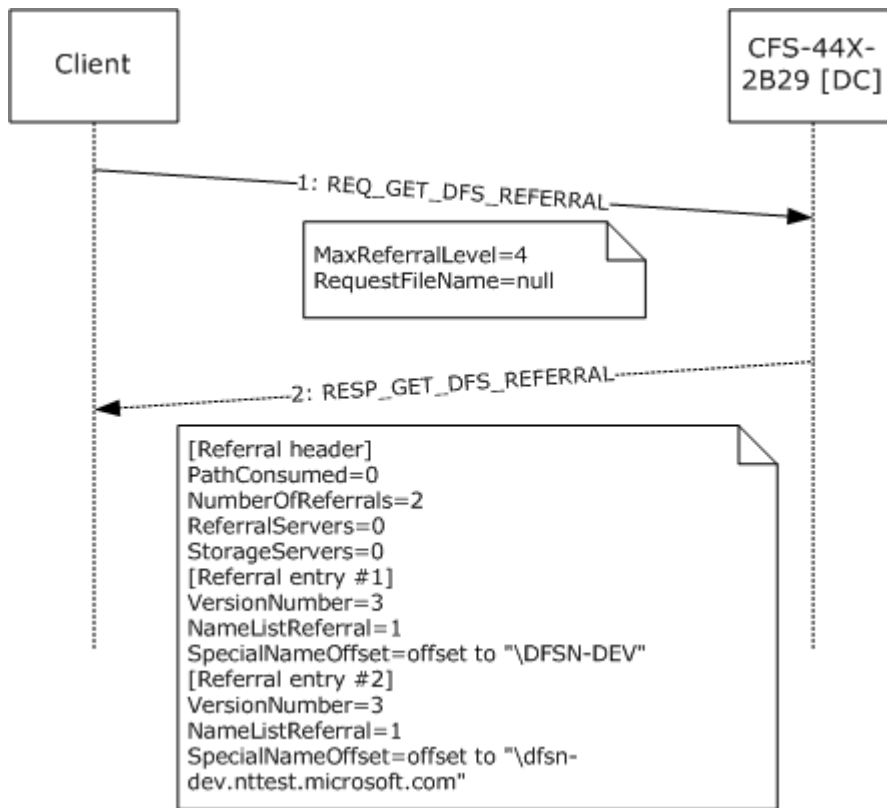 Client
CFS-44X-
2B29 [DC]
1: REQ_GET_DFS_REFERRAL
MaxReferralLevel=4
RequestFileName=null
2: RESP_GET_DFS_REFERRAL
[Referral header]
PathConsumed=0
NumberOfReferrals=2
ReferralServers=0
StorageServers=0
[Referral entry #1]
VersionNumber=3
NameListReferral=1
SpecialNameOffset=offset to "\DFSN-DEV"
[Referral entry #2]
VersionNumber=3
NameListReferral=1
SpecialNameOffset=offset to "\dfsn-
dev.nttest.microsoft.com"